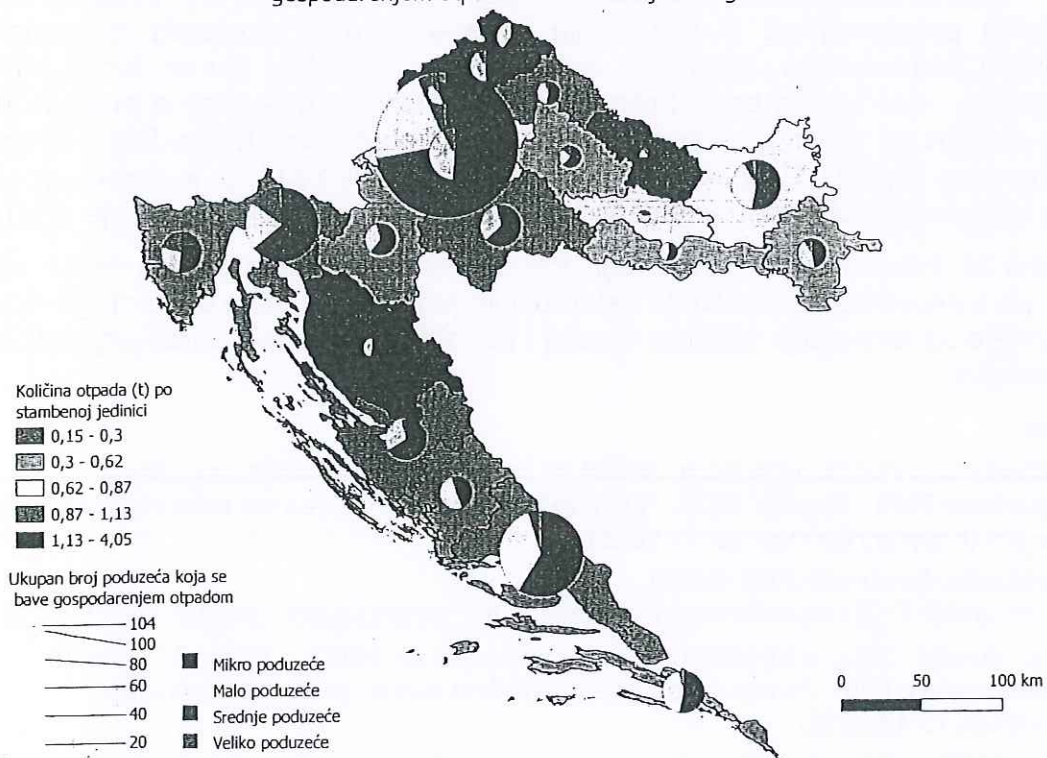 gospodarenjem
Količina otpada (t) po
stambenoj jedinici
0,15 - 0,3
0,3 - 0,62
0,62 - 0,87
0,87 - 1,13
1,13 - 4,05
Ukupan broj poduzeća koja se
bave gospodarenjem otpadom
104
100
80
60
40
20
Mikro poduzeće
Malo poduzeće
Srednje poduzeće
Veliko poduzeće
0 50 100 km